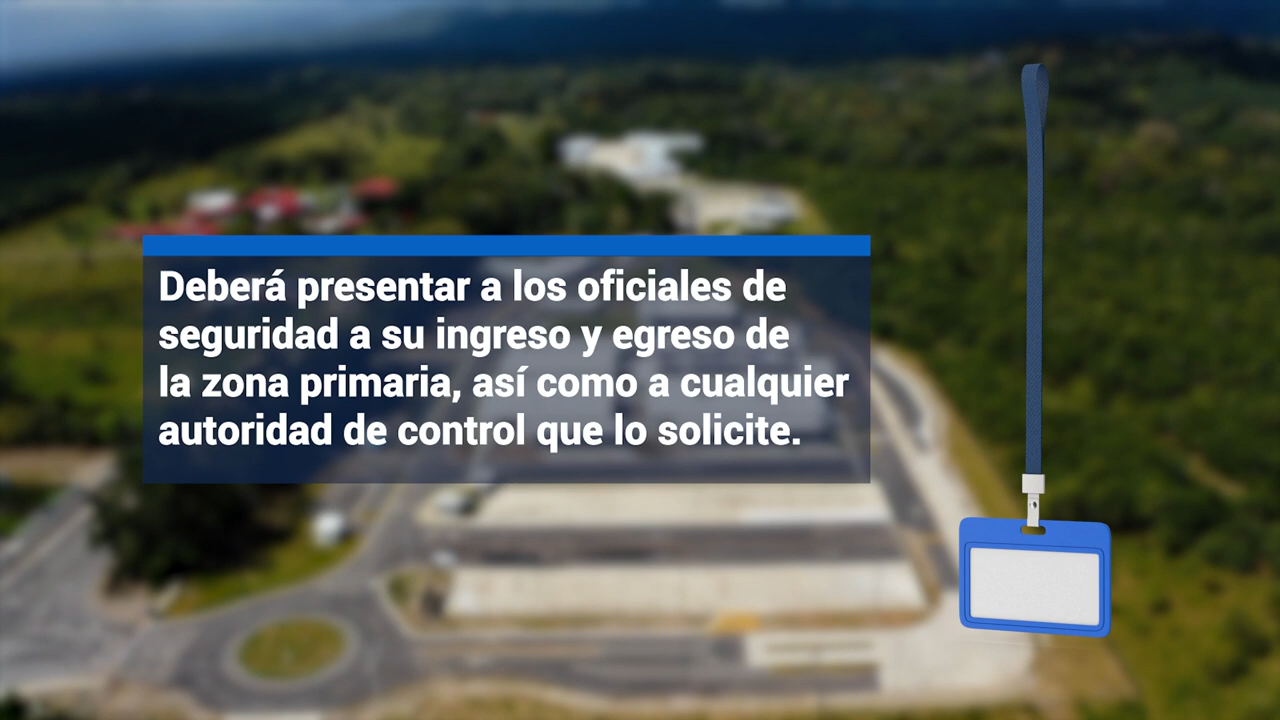 Deberá presentar a los oficiales de
seguridad a su ingreso y egreso de
la zona primaria, así como a cualquier
autoridad de control que lo solicite.